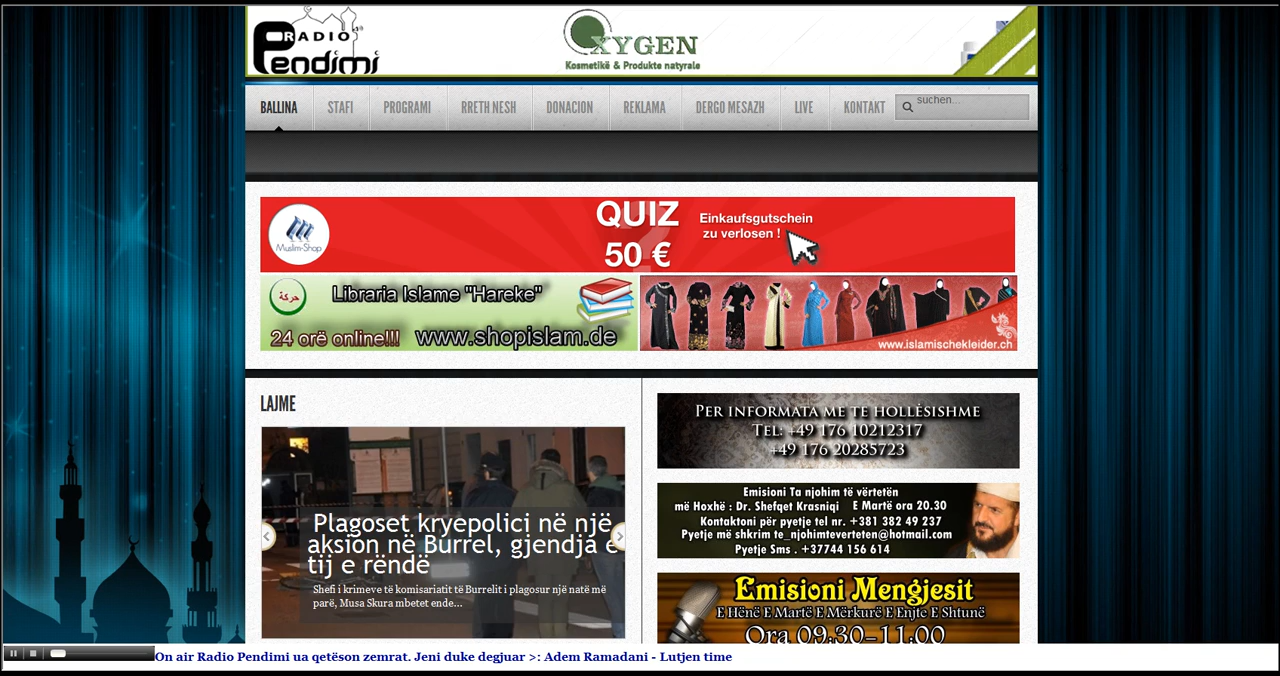 RADIO
Pendimi
OXYGEN
Kosmetikë & Produkte natyrale
BALLINA STAFI PROGRAMI RRETH NESH DONACION REKLAMA DERGO MESAZH LIVE KONTAKT suchen...
Muslim-Shop
QUIZ
50 €
Einkaufsgutschein
zu verlosen !
حركة
Libraria Islame "Hareke"
24 orë online!!! www.shopislam.de
www.islamischekleider.ch
LAJME
Plagoset kryepolici në një
aksion në Burrel, gjendja e
tij e rëndë
Shefi i krimeve të komisariatit të Burrelit i plagosur një natë më
parë, Musa Skura mbetet ende...
PER INFORMATA ME TE HOLLËSISHME
TEL: +49 176 10212317
+49 176 20285723
Emisioni Ta njohim të vërtetën
më Hoxhë : Dr. Shefqet Krasniqi E Martë ora 20.30
Kontaktoni për pyetje tel nr. +381 382 49 237
Pyetje më shkrim te_njohimteverteten@hotmail.com
Pyetje Sms . +37744 156 614
Emisioni Mengjesit
E Hënë E Martë E Mërkurë E Enjte E Shtunë
Ora 09:30-11:00
On air Radio Pendimi ua qetëson zemrat. Jeni duke degjuar >: Adem Ramadani - Lutjen time